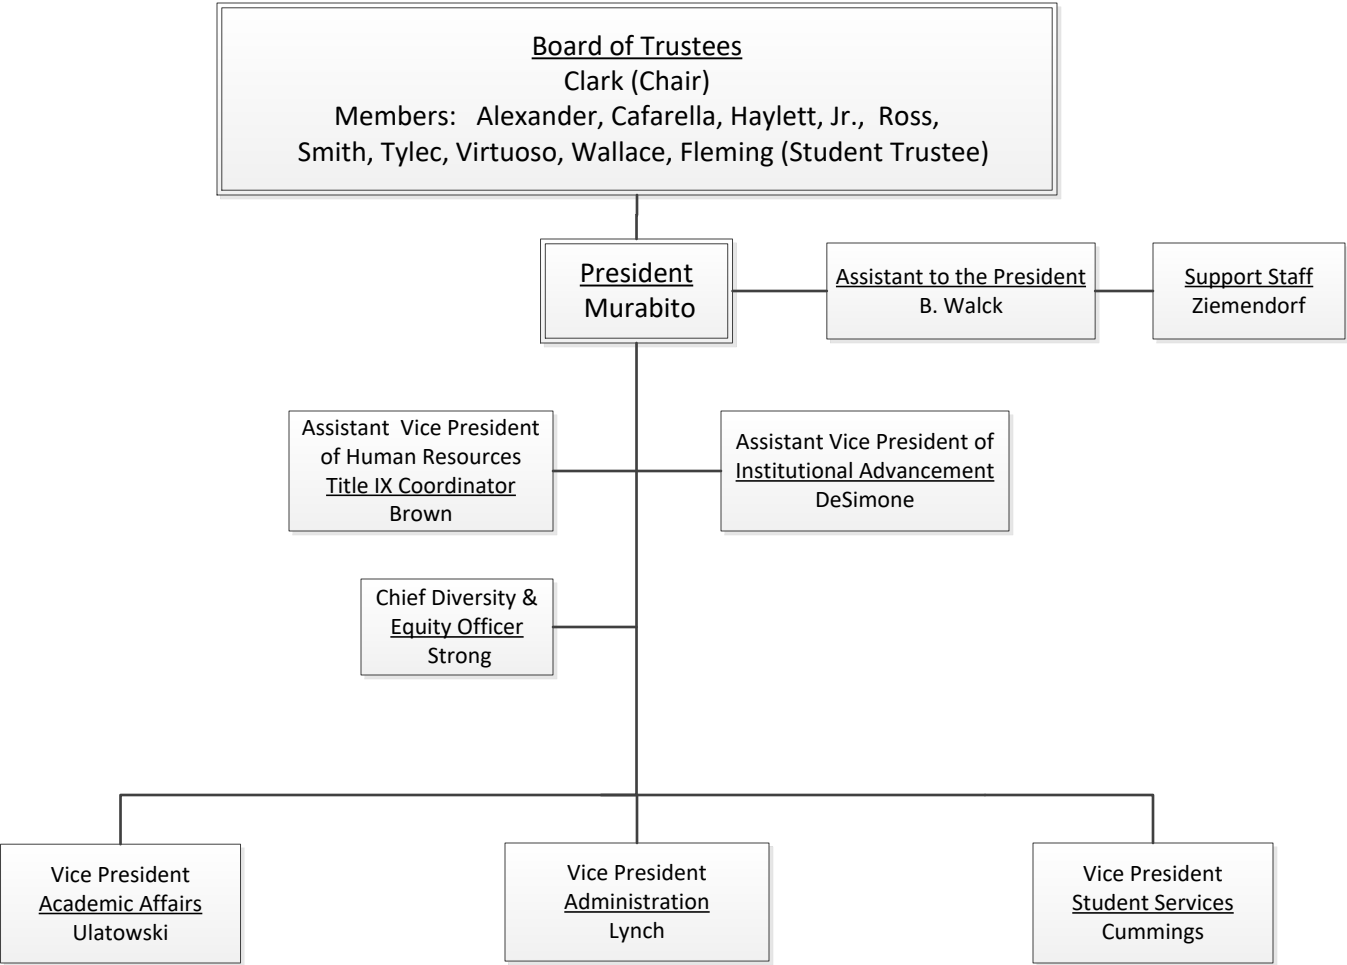 Board of Trustees
Clark (Chair)
Members: Alexander, Cafarella, Haylett, Jr., Ross,
Smith, Tylec, Virtuoso, Wallace, Fleming (Student Trustee)
President
Murabito
Assistant to the President
B. Walck
Support Staff
Ziemendorf
Assistant Vice President
of Human Resources
Title IX Coordinator
Brown
Assistant Vice President of
Institutional Advancement
DeSimone
Chief Diversity &
Equity Officer
Strong
Vice President
Academic Affairs
Ulatowski
Vice President
Administration
Lynch
Vice President
Student Services
Cummings